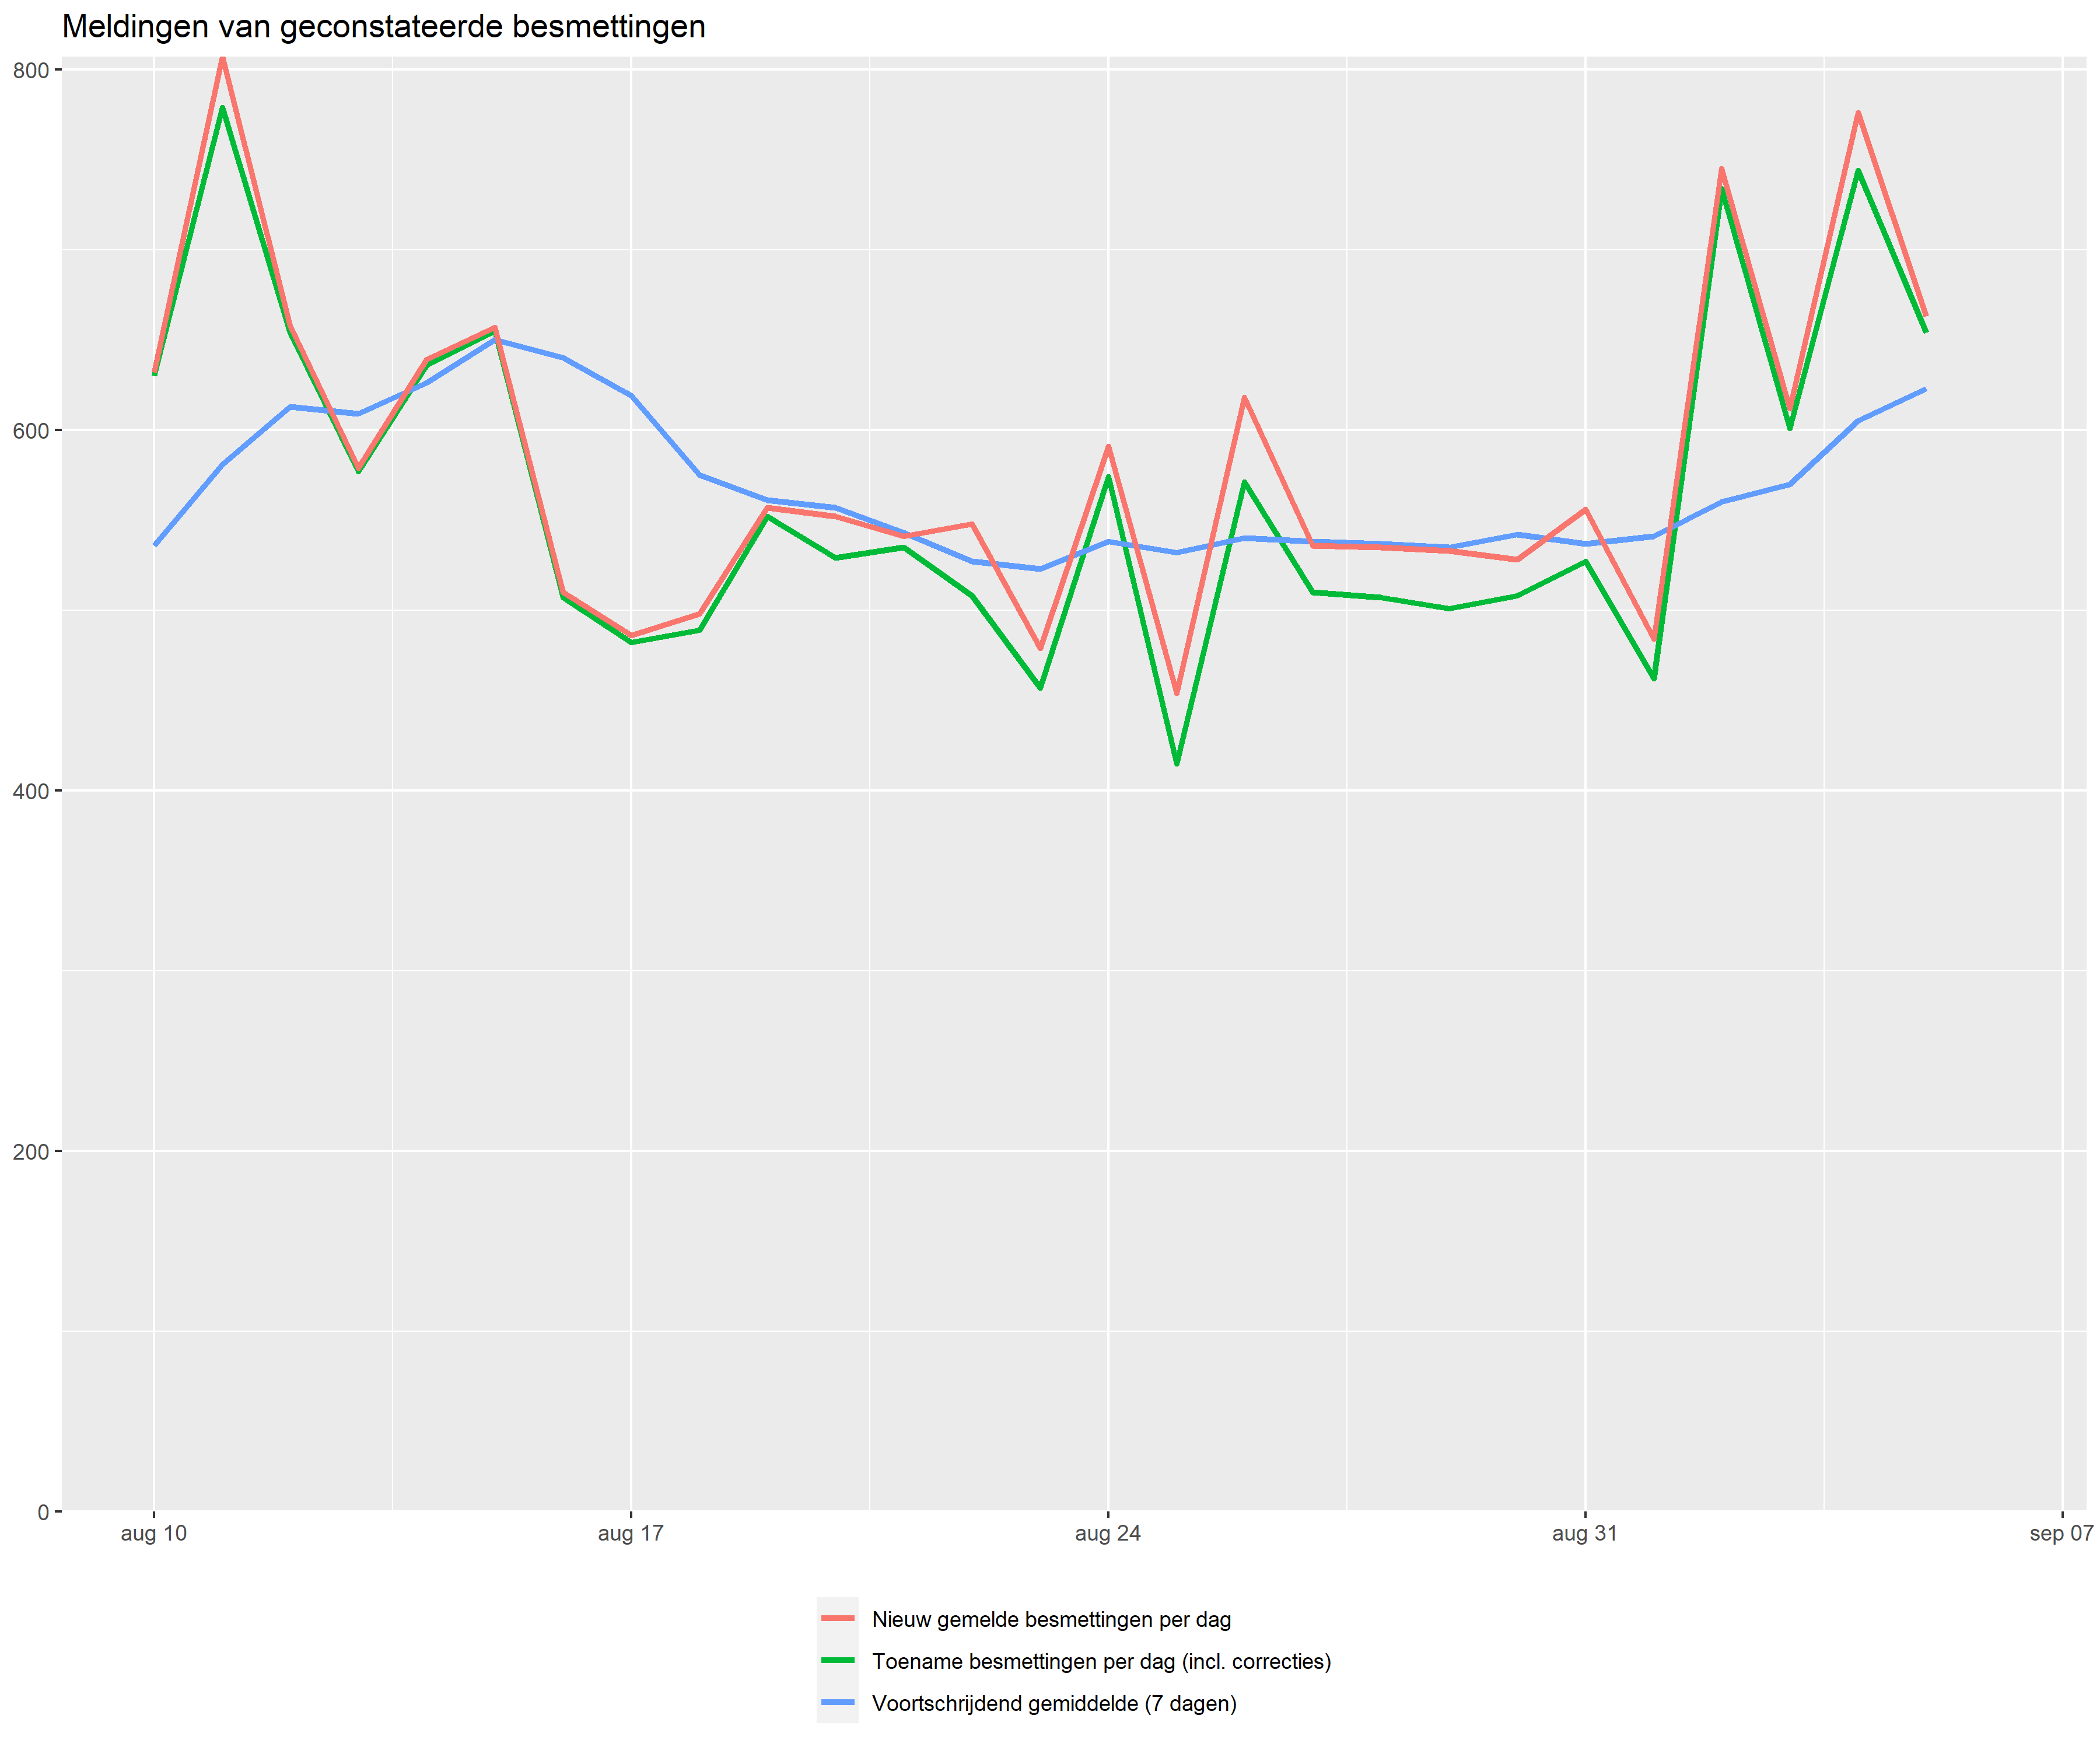 Meldingen van geconstateerde besmettingen
800
600
400
200
0
aug 10
aug 17
aug 24
aug 31
sep 07
Nieuw gemelde besmettingen per dag
Toename besmettingen per dag (incl. correcties)
Voortschrijdend gemiddelde (7 dagen)